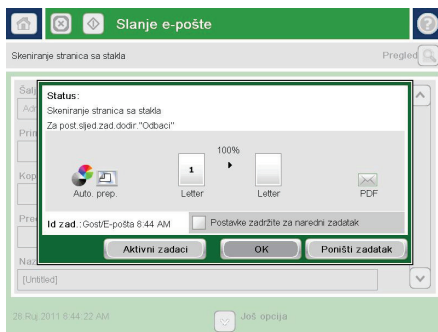 Slanje e-pošte
Skeniranje stranica sa stakla
Pregled
Status:
Skeniranje stranica sa stakla
Za post.sljed.zad.dodir."Odbaci"
100%
1
Auto. prep.
Letter
Letter
PDF
Id zad.:Gost/E-pošta 8:44 AM
Postavke zadržite za naredni zadatak
Aktivni zadaci
OK
Poništi zadatak
[Untitled]
26.Ruj.2011 8:44:22 AM
Još opcija